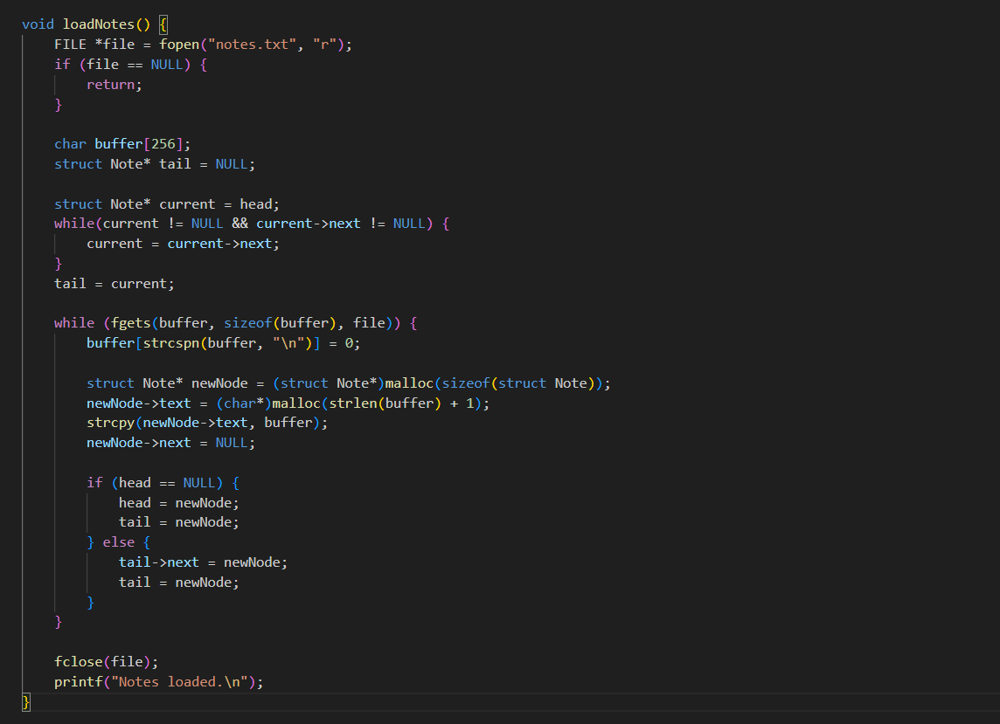 void loadNotes() {
FILE *file = fopen("notes.txt", "r");
if (file == NULL) {
return;
}
char buffer[256];
struct Note* tail = NULL;
struct Note* current = head;
while(current != NULL && current->next != NULL) {
current = current->next;
}
tail = current;
while (fgets(buffer, sizeof(buffer), file)) {
buffer[strcspn(buffer, "\n")] = 0;
struct Note* newNode = (struct Note*)malloc(sizeof(struct Note));
newNode->text = (char*)malloc(strlen(buffer) + 1);
strcpy(newNode->text, buffer);
newNode->next = NULL;
if (head == NULL) {
head = newNode;
tail = newNode;
} else {
tail->next = newNode;
tail = newNode;
}
}
fclose(file);
printf("Notes loaded.\n");
}